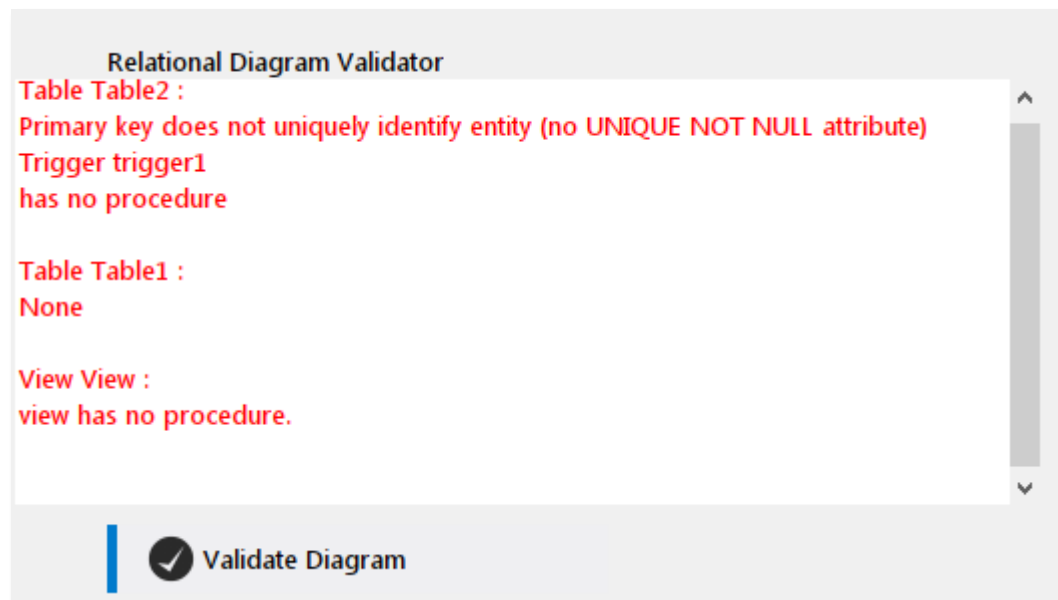 Relational Diagram Validator
Table Table2 :
Primary key does not uniquely identify entity (no UNIQUE NOT NULL attribute)
Trigger trigger1
has no procedure
Table Table1 :
None
View View :
view has no procedure.
Validate Diagram